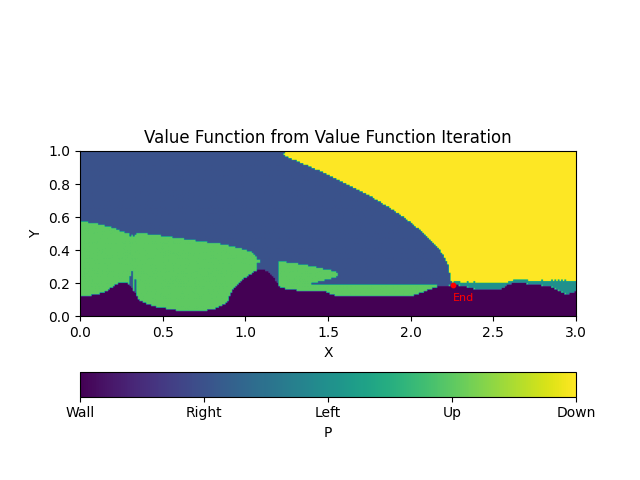 Value Function from Value Function Iteration
1.0
0.8
0.6
0.4
0.2
0.0
Y
End
0.0 0.5 1.0 1.5 2.0 2.5 3.0
X
Wall Right Left Up Down
P